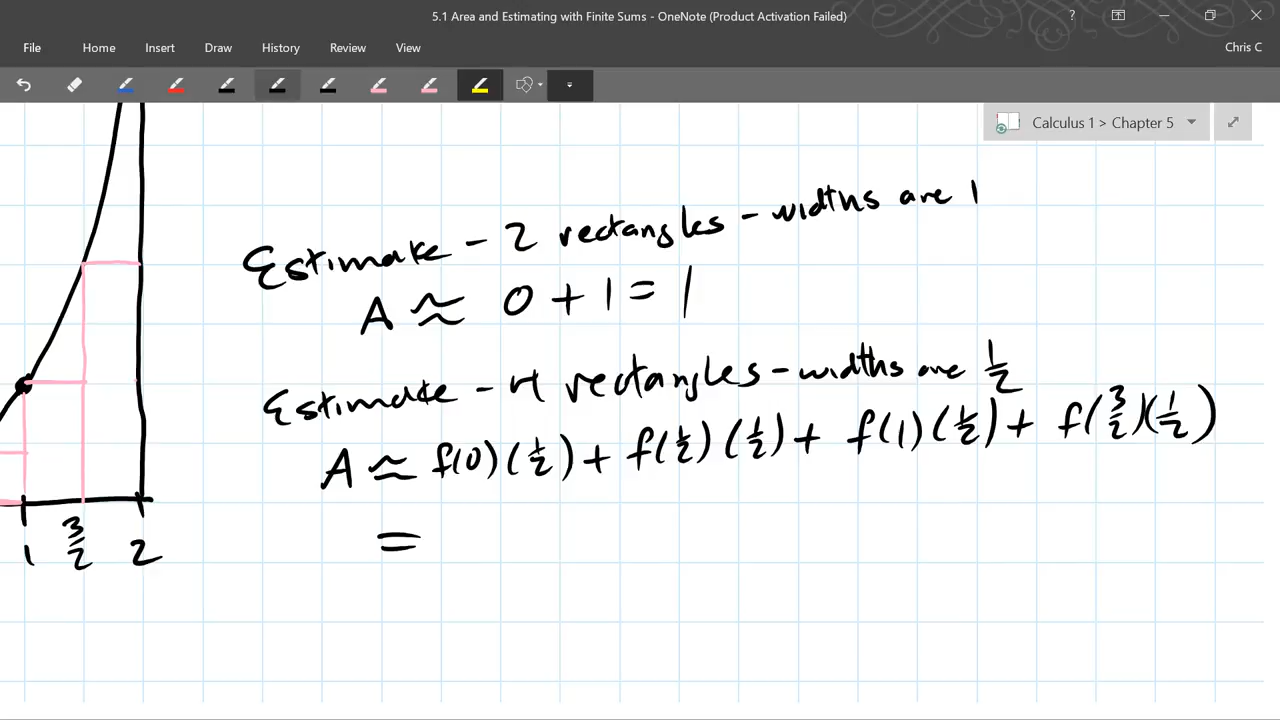 5.1 Area and Estimating with Finite Sums - OneNote (Product Activation Failed)
?
File Home Insert Draw History Review View Chris C
Calculus 1 > Chapter 5
Estimate - 2 rectangles - widths are 1
A ≈ 0 + 1 = 1
Estimate - 4 rectangles - widths are 1/2
A ≈ f(0)(1/2) + f(1/2)(1/2) + f(1)(1/2) + f(3/2)(1/2)
=
1 3/2 2